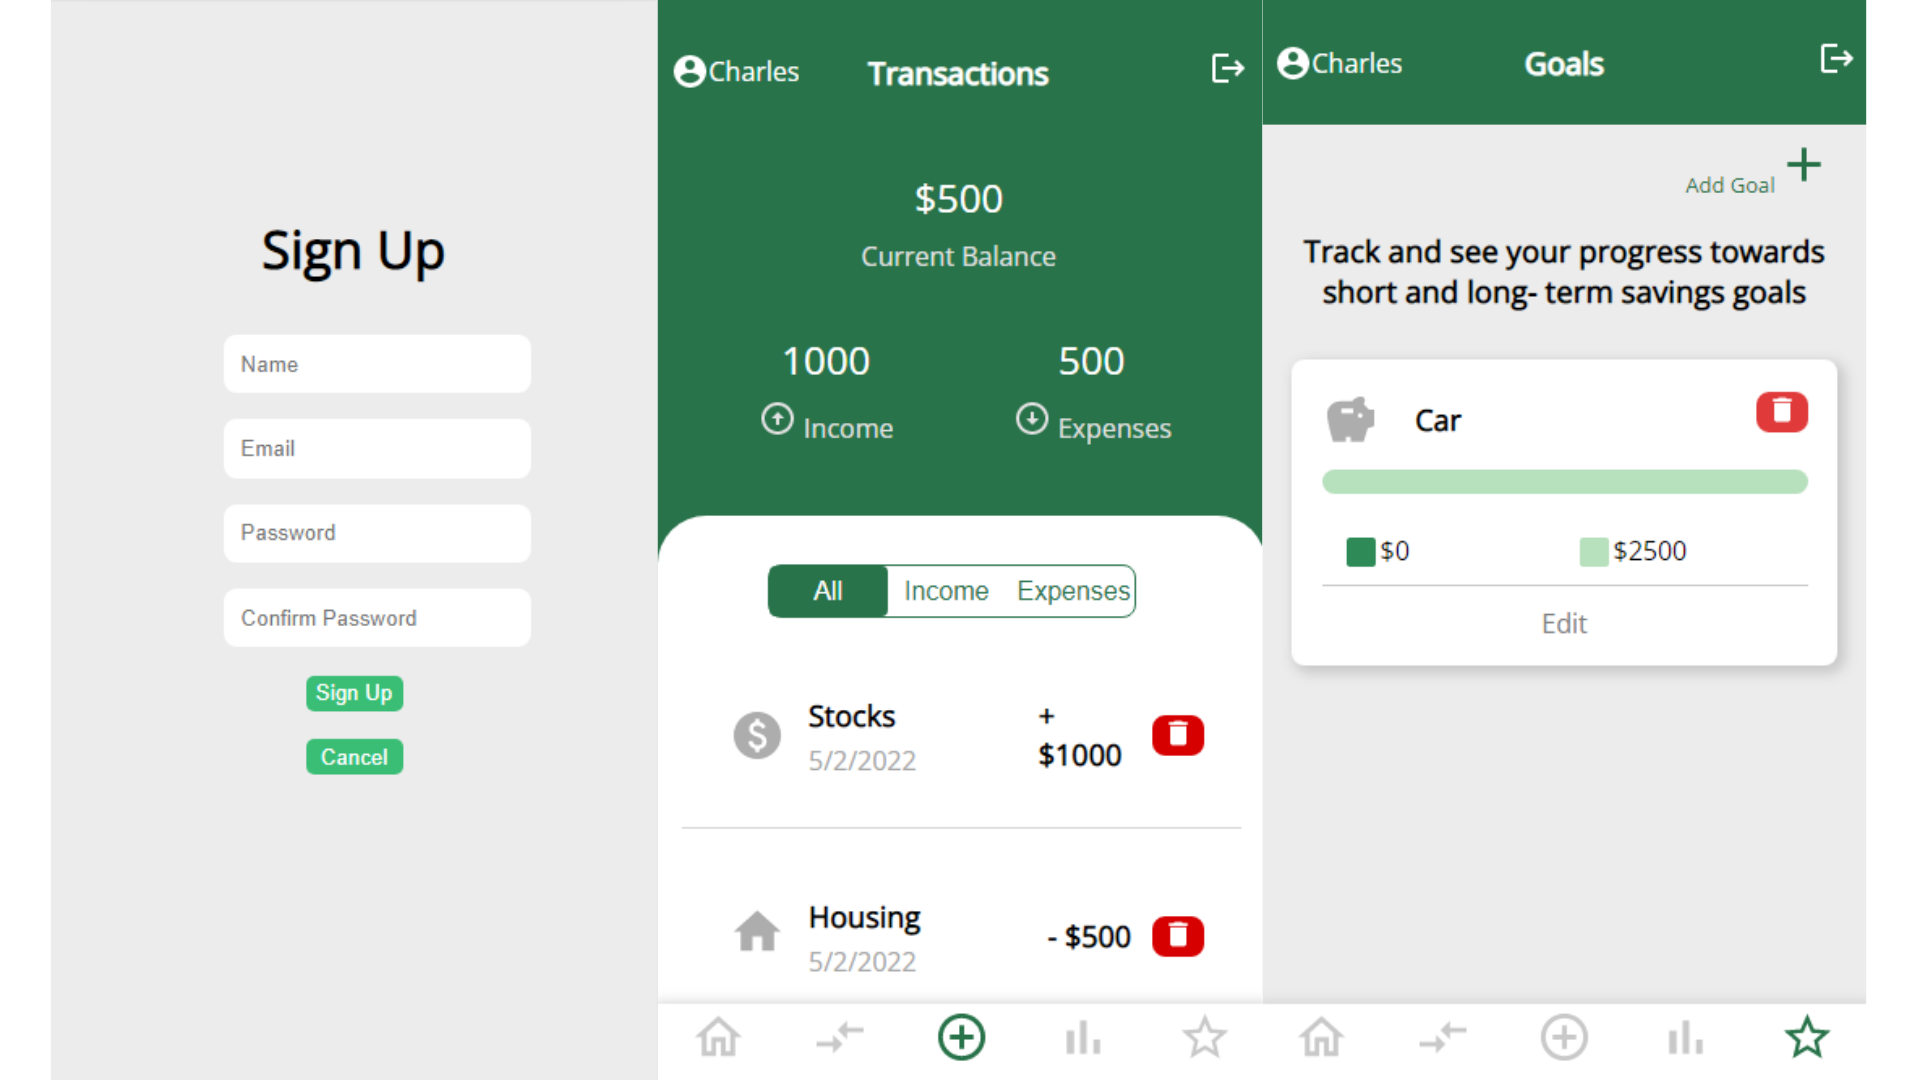 Sign Up
Name
Email
Password
Confirm Password
Sign Up
Cancel
Charles
Transactions
$500
Current Balance
1000
Income
500
Expenses
All
Income
Expenses
Stocks
5/2/2022
+
$1000
Housing
5/2/2022
- $500
Charles
Goals
Add Goal
Track and see your progress towards
short and long- term savings goals
Car
$0
$2500
Edit